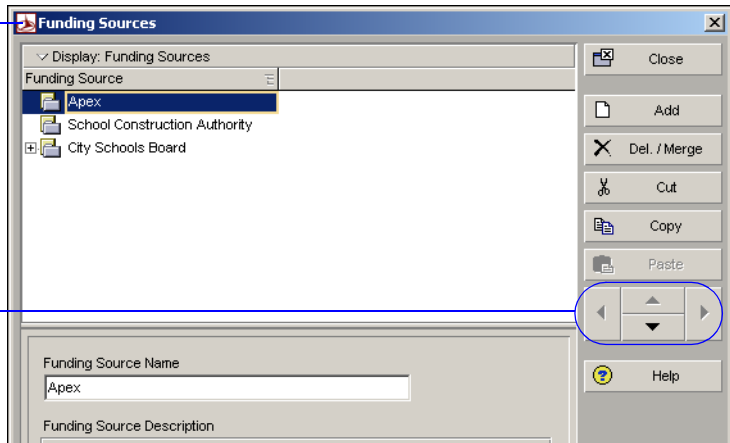 Funding Sources
Display: Funding Sources
Funding Source
Apex
School Construction Authority
City Schools Board
Close
Add
Del. / Merge
Cut
Copy
Paste
Help
Funding Source Name
Apex
Funding Source Description